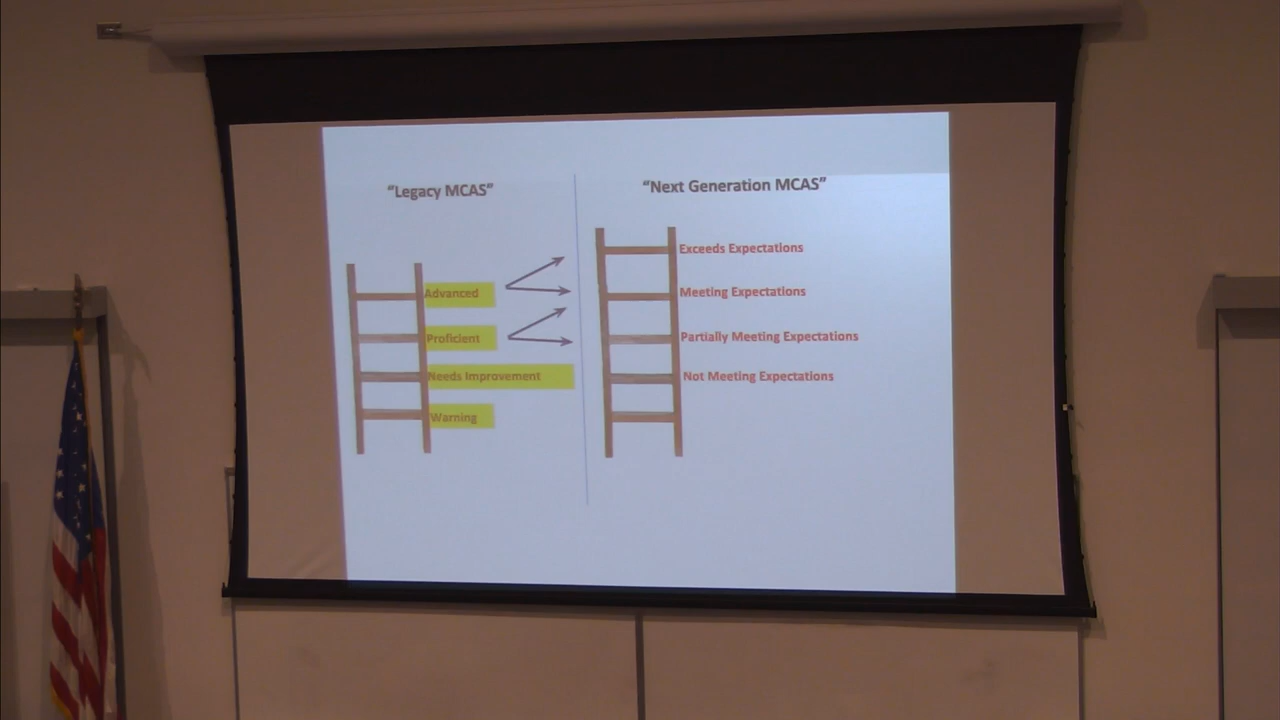 “Legacy MCAS”
Advanced
Proficient
Needs Improvement
Warning
“Next Generation MCAS”
Exceeds Expectations
Meeting Expectations
Partially Meeting Expectations
Not Meeting Expectations